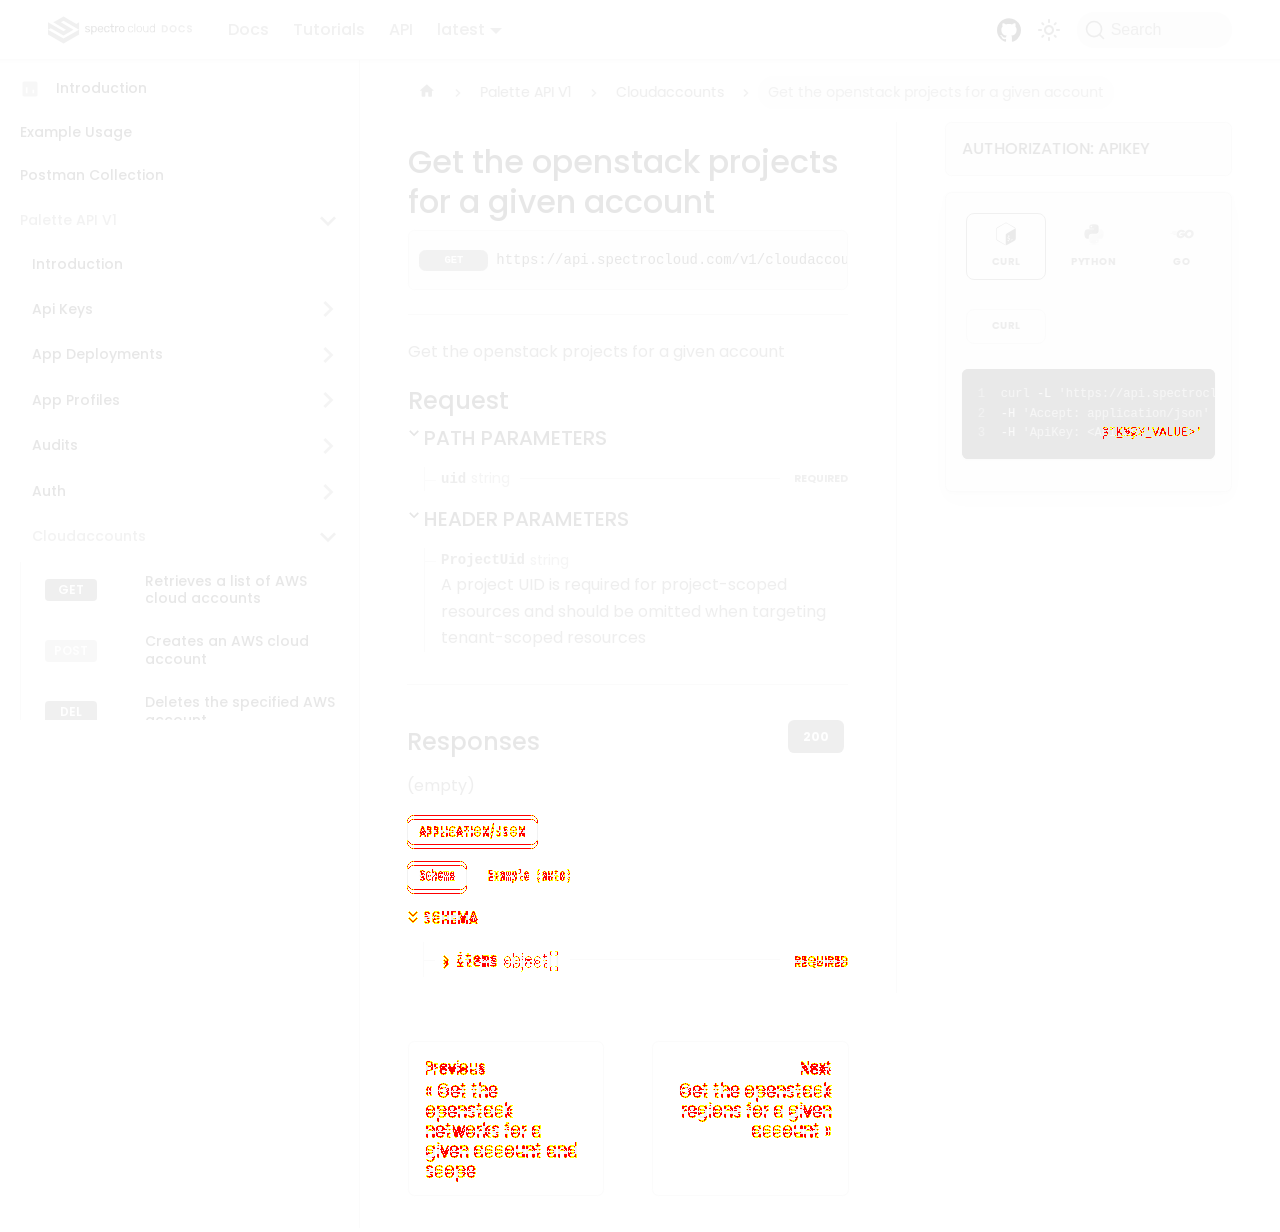 spectro cloud DOCS
Docs
Tutorials
API
latest
Search
Introduction
Example Usage
Postman Collection
Palette API V1
Introduction
Api Keys
App Deployments
App Profiles
Audits
Auth
Cloudaccounts
GET
Retrieves a list of AWS
cloud accounts
POST
Creates an AWS cloud
account
DEL
Deletes the specified AWS
account
Palette API V1
Cloudaccounts
Get the openstack projects for a given account
Get the openstack projects
for a given account
GET
https://api.spectrocloud.com/v1/cloudaccou
Get the openstack projects for a given account
Request
PATH PARAMETERS
uid string
REQUIRED
HEADER PARAMETERS
ProjectUid string
A project UID is required for project-scoped
resources and should be omitted when targeting
tenant-scoped resources
Responses
200
(empty)
APPLICATION/JSON
Schema
Example (auto)
SCHEMA
items object[]
REQUIRED
Previous
« Get the
openstack
networks for a
given account and
scope
Next
Get the openstack
regions for a given
account »
AUTHORIZATION: APIKEY
CURL
PYTHON
GO
GO
CURL
1 curl -L 'https://api.spectrocl
2 -H 'Accept: application/json'
3 -H 'ApiKey: